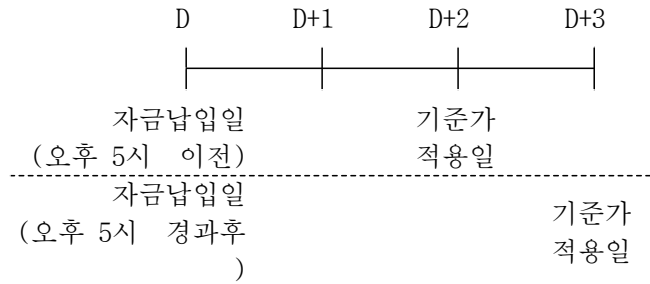 D D+1 D+2 D+3
자금납입일 기준가
(오후 5시 이전) 적용일
자금납입일
(오후 5시 경과후
)
기준가
적용일